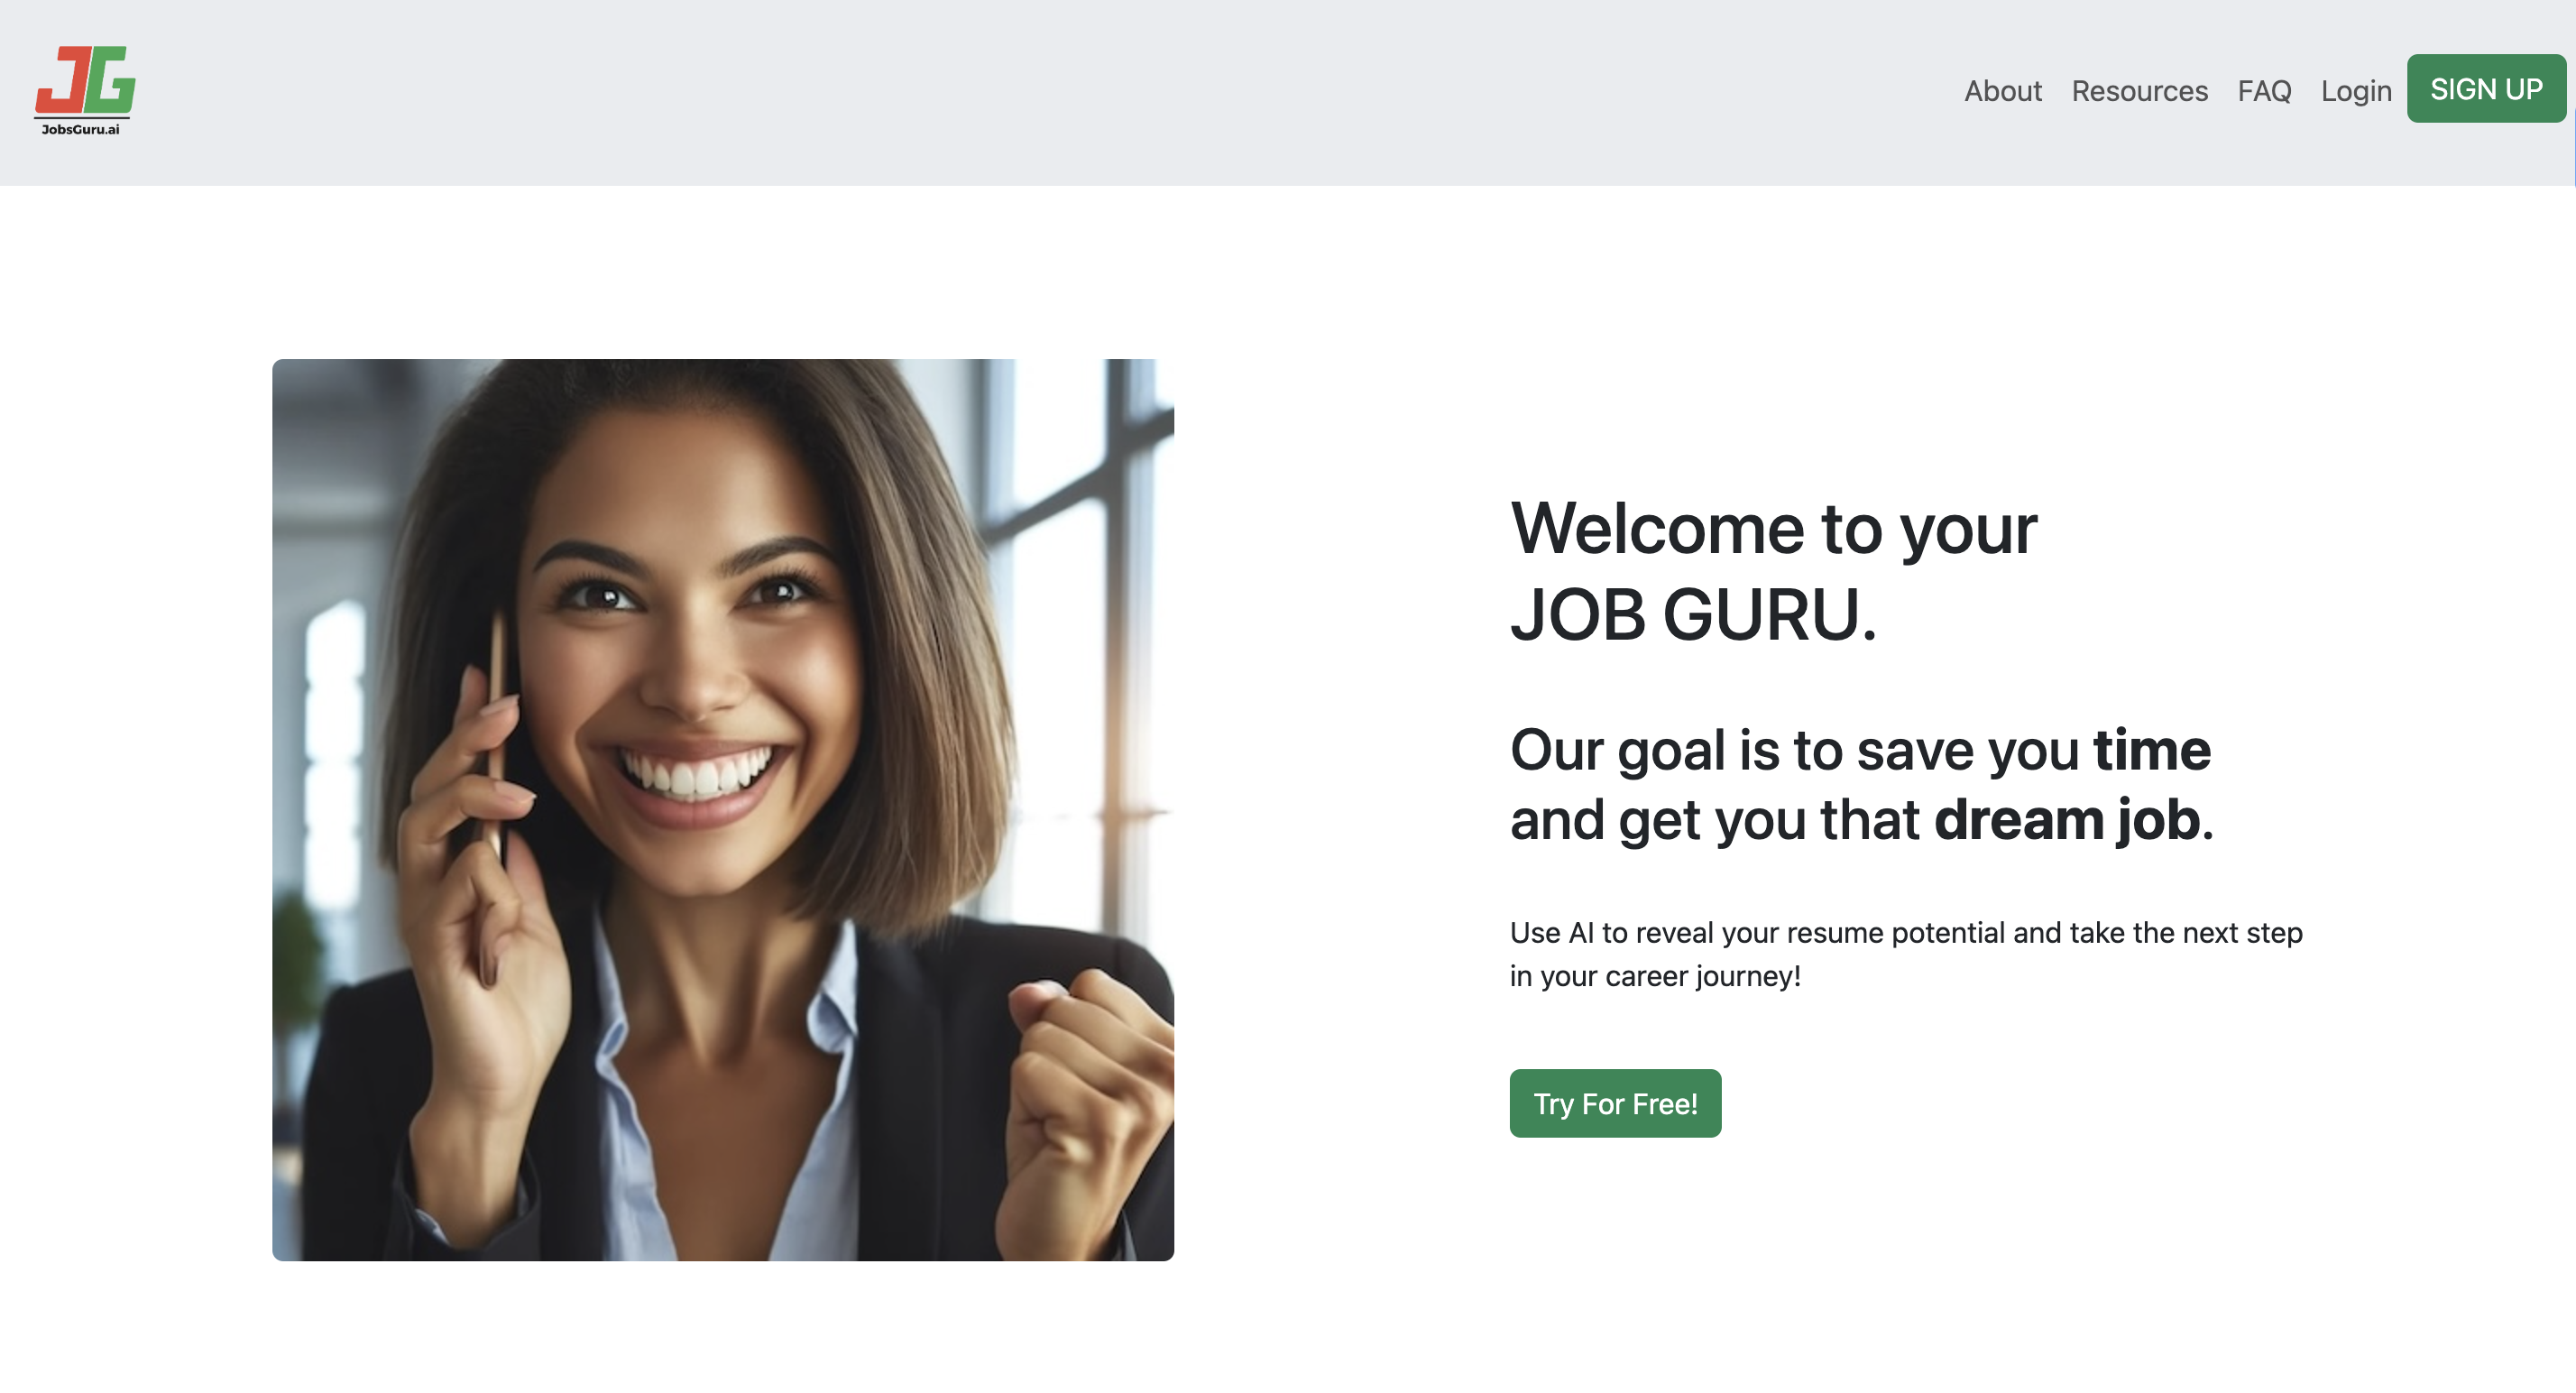 JG
JobsGuru.ai
About Resources FAQ Login SIGN UP
Welcome to your
JOB GURU.
Our goal is to save you time
and get you that dream job.
Use AI to reveal your resume potential and take the next step
in your career journey!
Try For Free!